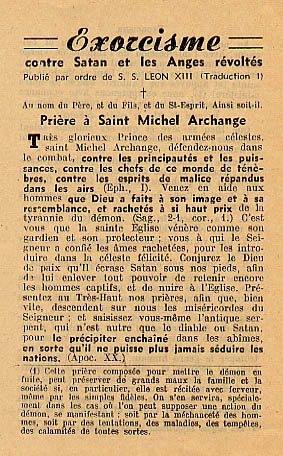 Exorcisme
contre Satan et les Anges révoltés
Publié par ordre de S. S. LEON XIII (Traduction 1)
†
Au nom du Père, et du Fils, et du St-Esprit, Ainsi soit-il.
Prière à Saint Michel Archange
Très glorieux Prince des armées célestes,
saint Michel Archange, défendez-nous dans
le combat, contre les principautés et les puis-
sances, contre les chefs de ce monde de ténè-
bres, contre les esprits de malice répandus
dans les airs (Eph., I). Venez en aide aux
hommes que Dieu a faits à son image et à sa
ressemblance, et rachetés à si haut prix de
la tyrannie du démon. (Sag., 2-1, cor., 1.) (C'est
vous que la sainte Eglise vénère comme son
gardien et son protecteur ; vous à qui le Sei-
gneur a confié les âmes rachetées, pour les intro-
duire dans la céleste félicité. Conjurez le Dieu
de paix qu'il écrase Satan sous nos pieds, afin
de lui enlever tout pouvoir de retenir encore
les hommes captifs, et de nuire à l'Eglise. Pré-
sentez au Très-Haut nos prières, afin que, bien
vite, descendent sur nous les miséricordes du
Seigneur ; et saisissez vous-même l'antique ser-
pent, qui n'est autre que le diable ou Satan,
pour le précipiter enchaîné dans les abîmes,
en sorte qu'il ne puisse plus jamais séduire les
nations. (Apoc. XX.)
(1) Cette prière composée pour mettre le démon en
fuite, peut préserver de grands maux la famille et la
société si, en particulier, elle est récitée avec ferveur,
même par les simples fidèles. On s'en servira, spéciale-
ment dans les cas où l'on peut supposer une action du
démon, se manifestant : soit par la méchanceté des hom-
mes, soit par des tentations, des maladies, des tempêtes,
des calamités de toutes sortes.